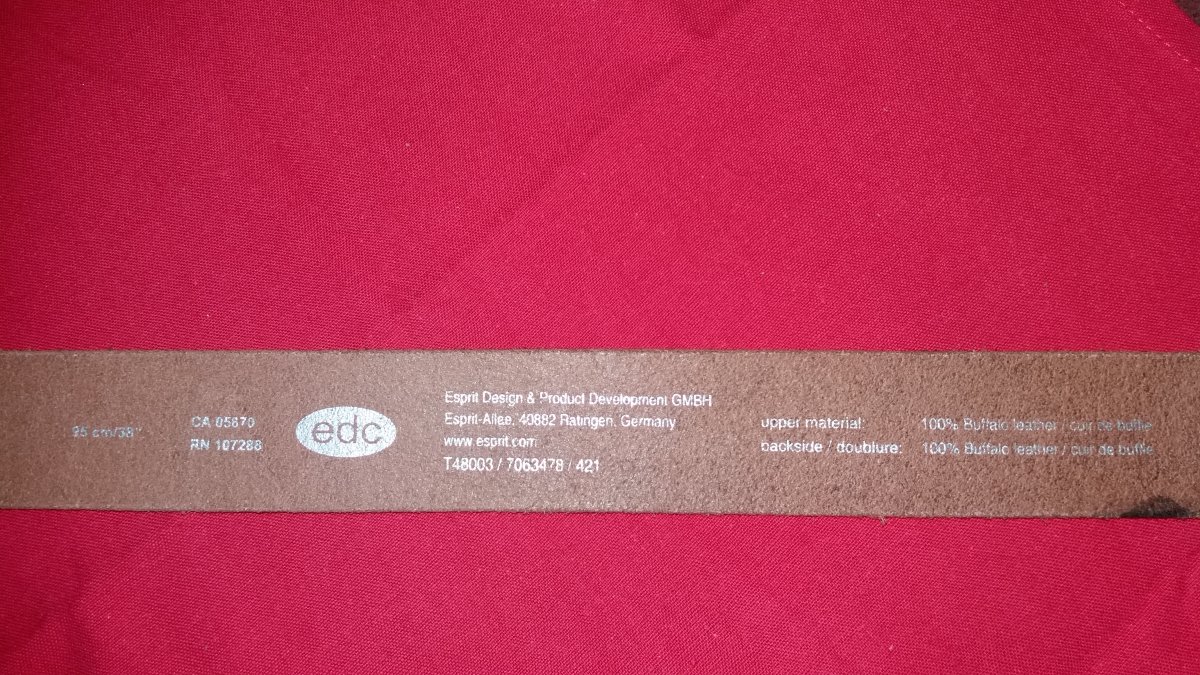 95 cm/38"
CA 05670
RN 107288
edc
Esprit Design & Product Development GMBH
Esprit-Allee, 40882 Ratingen, Germany
www.esprit.com
T48003 / 7063478 / 421
upper material: 100% Buffalo leather / cuir de buffle
backside / doublure: 100% Buffalo leather / cuir de buffle